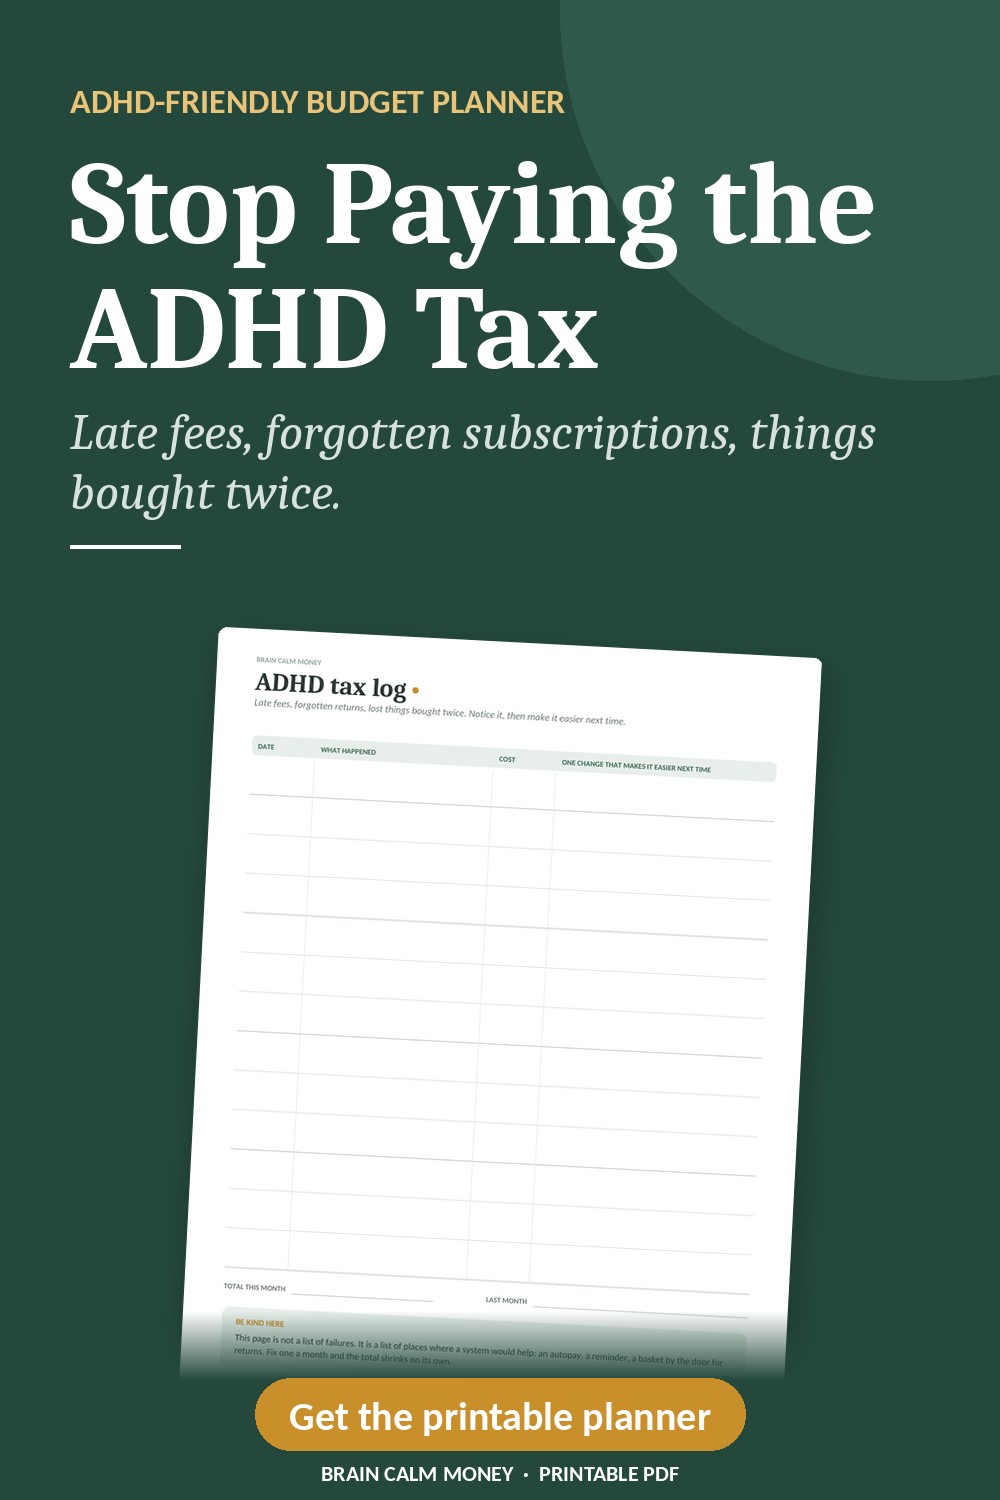 ADHD-FRIENDLY BUDGET PLANNER
Stop Paying the
ADHD Tax
Late fees, forgotten subscriptions, things
bought twice.
BRAIN CALM MONEY
ADHD tax log
Late fees, forgotten returns, lost things bought twice. Notice it, then make it easier next time.
DATE WHAT HAPPENED COST ONE CHANGE THAT MAKES IT EASIER NEXT TIME
TOTAL THIS MONTH LAST MONTH
BE KIND HERE
This page is not a list of failures. It is a list of places where a system would help: an autopay, a reminder, a basket by the door for
returns. Fix one a month and the total shrinks on its own.
Get the printable planner
BRAIN CALM MONEY · PRINTABLE PDF